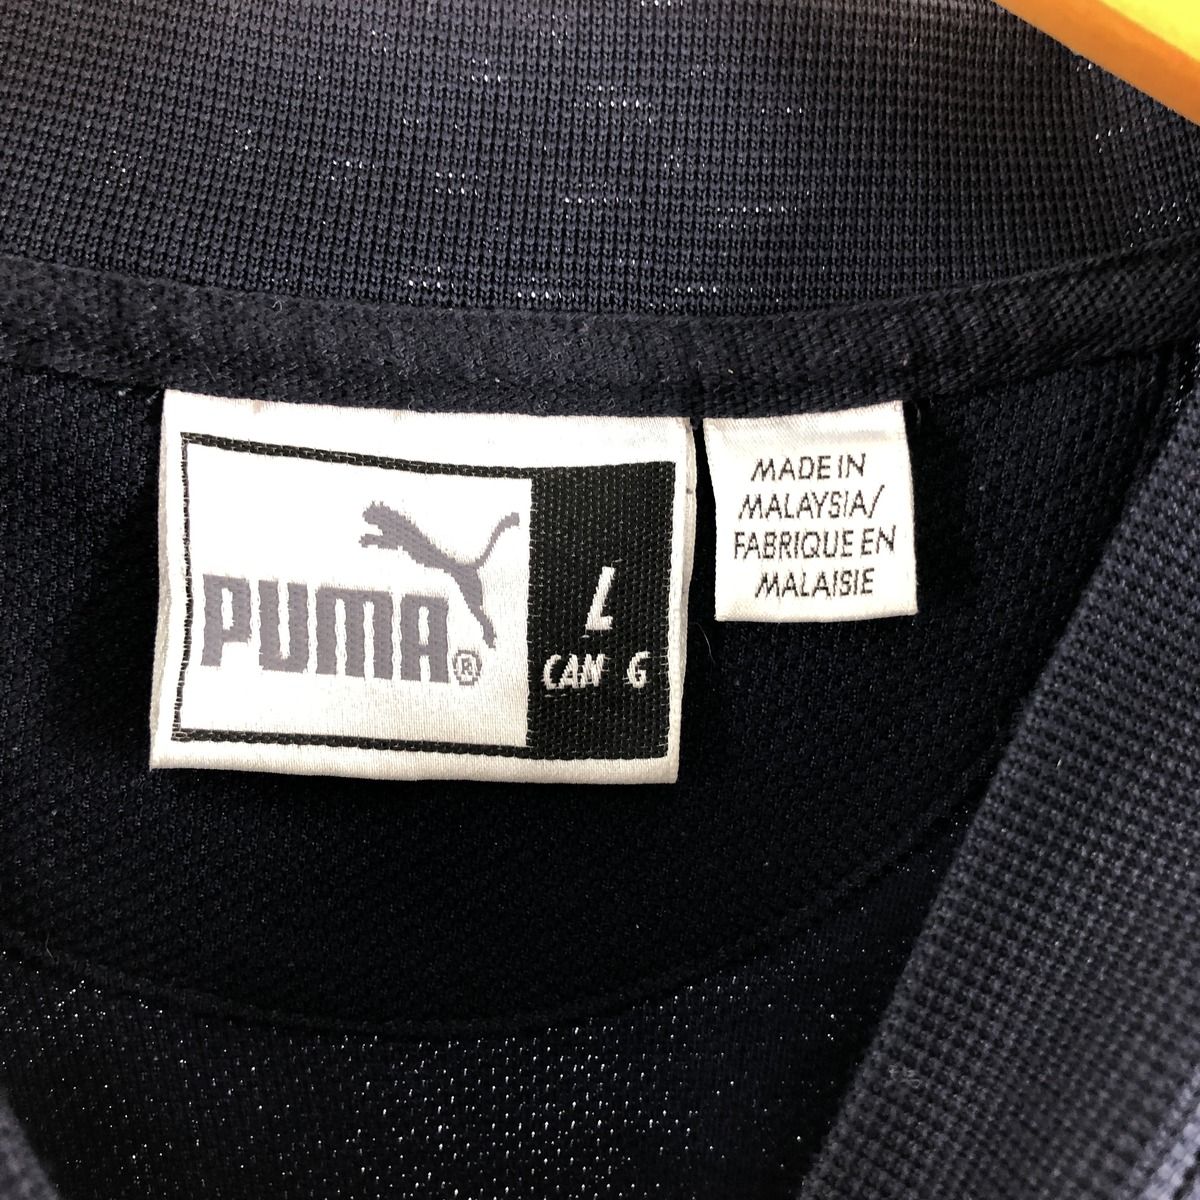 PUMA®
L
CAN G
MADE IN
MALAYSIA/
FABRIQUE EN
MALAISIE